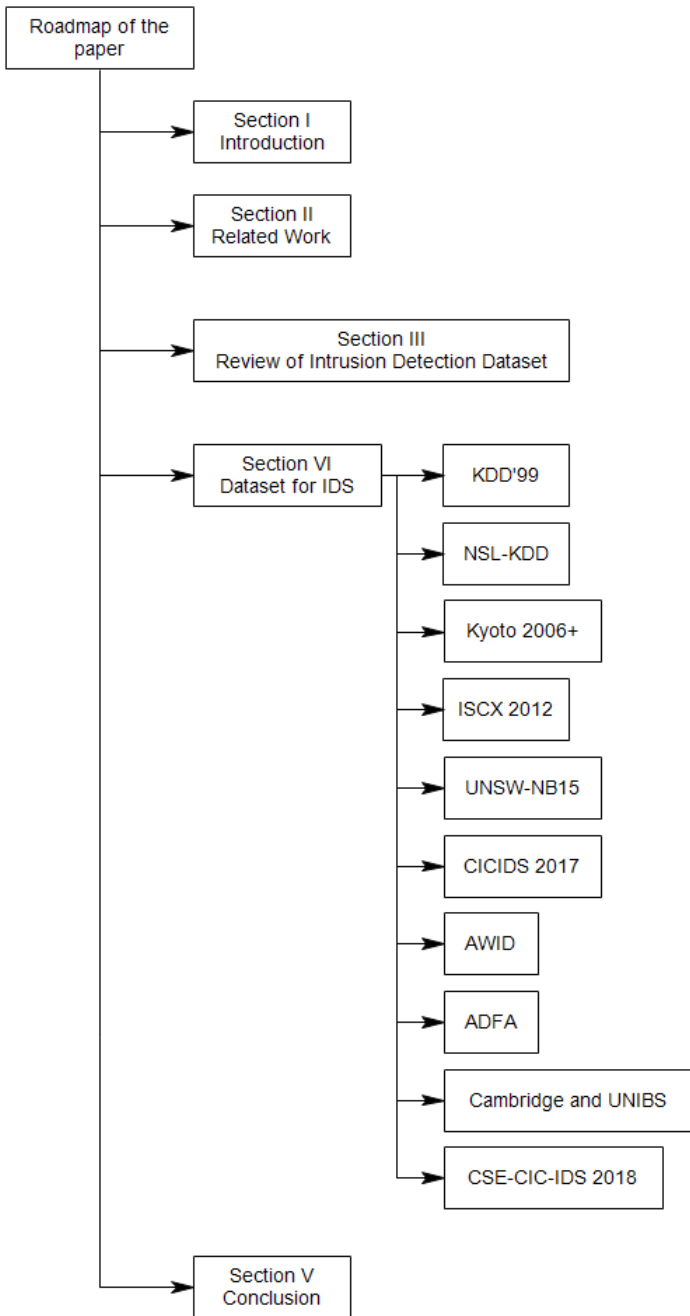 Roadmap of the
paper
Section I
Introduction
Section II
Related Work
Section III
Review of Intrusion Detection Dataset
Section VI
Dataset for IDS
KDD'99
NSL-KDD
Kyoto 2006+
ISCX 2012
UNSW-NB15
CICIDS 2017
AWID
ADFA
Cambridge and UNIBS
CSE-CIC-IDS 2018
Section V
Conclusion